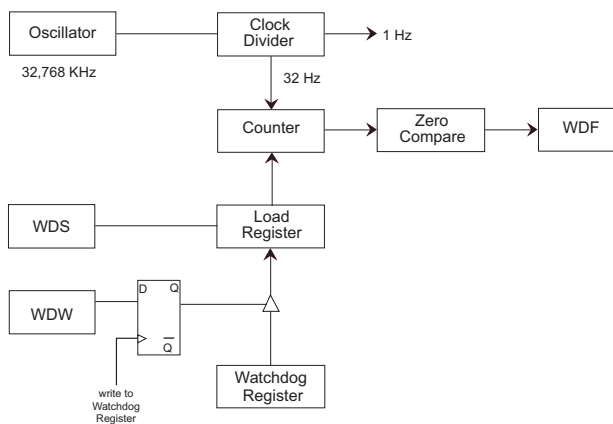 Oscillator
Clock
Divider
1 Hz
32,768 KHz
32 Hz
Counter
Zero
Compare
WDF
WDS
Load
Register
WDW
D Q
Q
write to
Watchdog
Register
Watchdog
Register